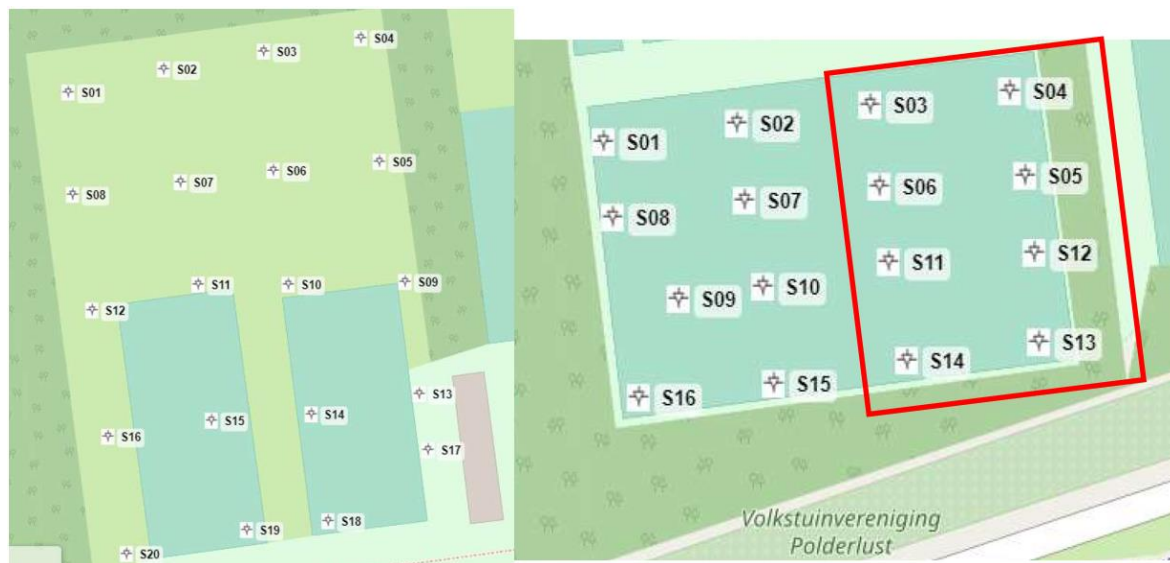 S01
S02
S03
S04
S08
S07
S06
S05
S12
S11
S10
S09
S16
S15
S14
S13
S17
S20
S19
S18
S01
S02
S03
S04
S08
S07
S06
S05
S09
S10
S11
S12
S16
S15
S14
S13
Volkstuinvereniging
Polderlust